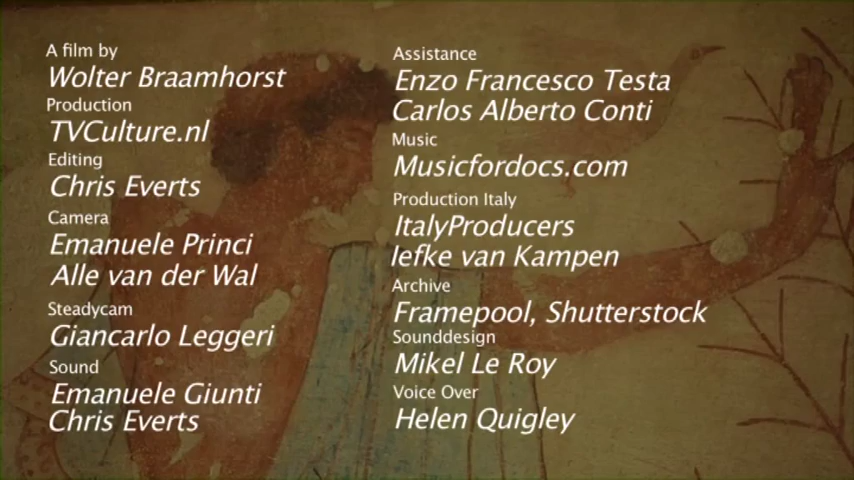 A film by
Wolter Braamhorst
Production
TVCulture.nl
Editing
Chris Everts
Camera
Emanuele Princi
Alle van der Wal
Steadycam
Giancarlo Leggeri
Sound
Emanuele Giunti
Chris Everts
Assistance
Enzo Francesco Testa
Carlos Alberto Conti
Music
Musicfordocs.com
Production Italy
ItalyProducers
Iefke van Kampen
Archive
Framepool, Shutterstock
Sounddesign
Mikel Le Roy
Voice Over
Helen Quigley